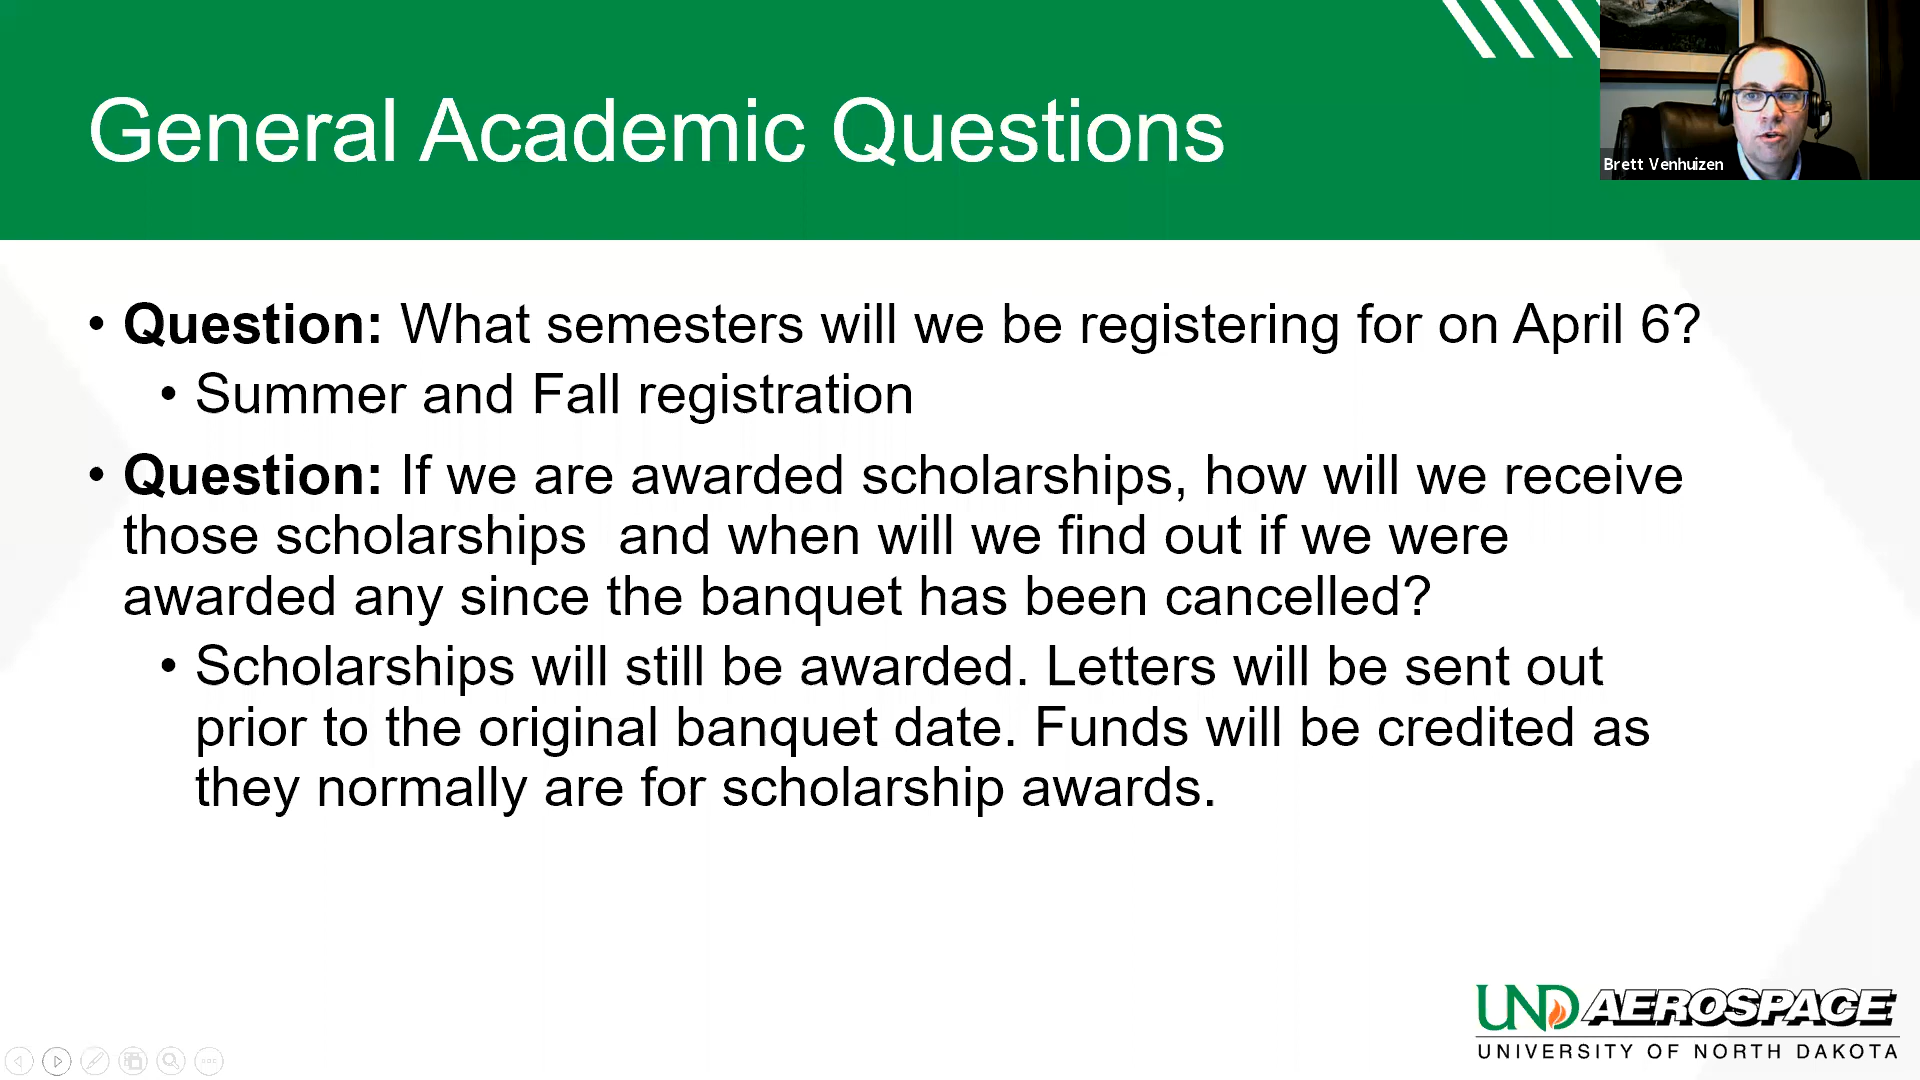 General Academic Questions
Brett Venhuizen
• Question: What semesters will we be registering for on April 6?
• Summer and Fall registration
• Question: If we are awarded scholarships, how will we receive
those scholarships  and when will we find out if we were
awarded any since the banquet has been cancelled?
• Scholarships will still be awarded. Letters will be sent out
prior to the original banquet date. Funds will be credited as
they normally are for scholarship awards.
UND AEROSPACE
UNIVERSITY OF NORTH DAKOTA